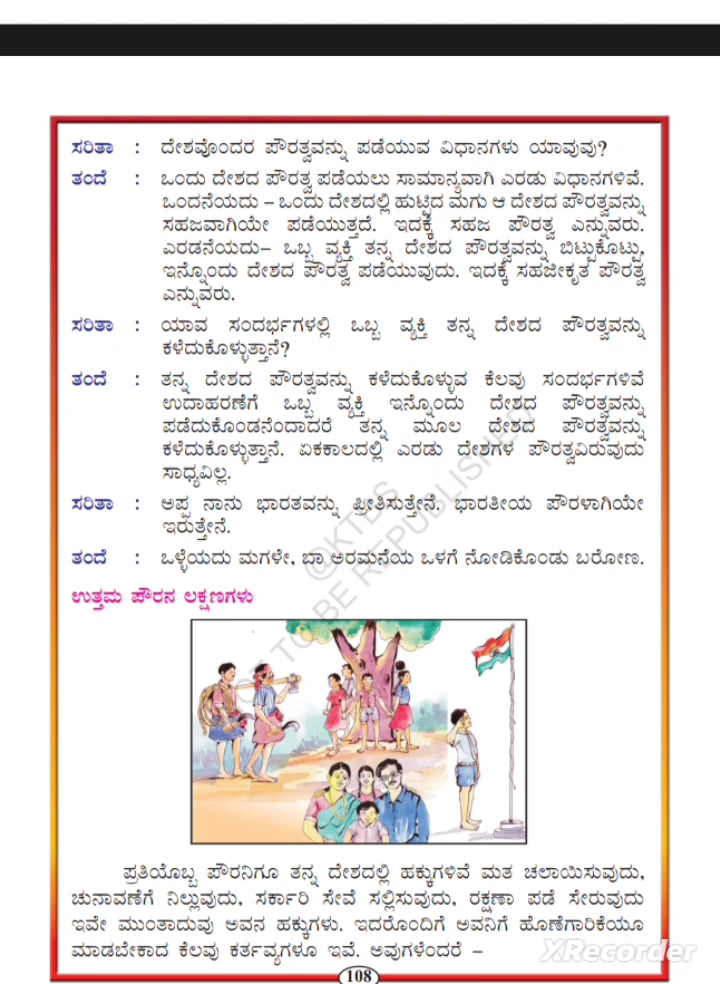 ಸರಿತಾ : ದೇಶವೊಂದರ ಪೌರತ್ವವನ್ನು ಪಡೆಯುವ ವಿಧಾನಗಳು ಯಾವುವು?
ತಂದೆ : ಒಂದು ದೇಶದ ಪೌರತ್ವ ಪಡೆಯಲು ಸಾಮಾನ್ಯವಾಗಿ ಎರಡು ವಿಧಾನಗಳಿವೆ.
ಒಂದನೆಯದು – ಒಂದು ದೇಶದಲ್ಲಿ ಹುಟ್ಟಿದ ಮಗು ಆ ದೇಶದ ಪೌರತ್ವವನ್ನು
ಸಹಜವಾಗಿಯೇ ಪಡೆಯುತ್ತದೆ. ಇದಕ್ಕೆ ಸಹಜ ಪೌರತ್ವ ಎನ್ನುವರು.
ಎರಡನೆಯದು– ಒಬ್ಬ ವ್ಯಕ್ತಿ ತನ್ನ ದೇಶದ ಪೌರತ್ವವನ್ನು ಬಿಟ್ಟುಕೊಟ್ಟು,
ಇನ್ನೊಂದು ದೇಶದ ಪೌರತ್ವ ಪಡೆಯುವುದು. ಇದಕ್ಕೆ ಸಹಜೀಕೃತ ಪೌರತ್ವ
ಎನ್ನುವರು.
ಸರಿತಾ : ಯಾವ ಸಂದರ್ಭಗಳಲ್ಲಿ ಒಬ್ಬ ವ್ಯಕ್ತಿ ತನ್ನ ದೇಶದ ಪೌರತ್ವವನ್ನು
ಕಳೆದುಕೊಳ್ಳುತ್ತಾನೆ?
ತಂದೆ : ತನ್ನ ದೇಶದ ಪೌರತ್ವವನ್ನು ಕಳೆದುಕೊಳ್ಳುವ ಕೆಲವು ಸಂದರ್ಭಗಳಿವೆ
ಉದಾಹರಣೆಗೆ ಒಬ್ಬ ವ್ಯಕ್ತಿ ಇನ್ನೊಂದು ದೇಶದ ಪೌರತ್ವವನ್ನು
ಪಡೆದುಕೊಂಡನೆಂದಾದರೆ ತನ್ನ ಮೂಲ ದೇಶದ ಪೌರತ್ವವನ್ನು
ಕಳೆದುಕೊಳ್ಳುತ್ತಾನೆ. ಏಕಕಾಲದಲ್ಲಿ ಎರಡು ದೇಶಗಳ ಪೌರತ್ವವಿರುವುದು
ಸಾಧ್ಯವಿಲ್ಲ.
ಸರಿತಾ : ಅಪ್ಪ ನಾನು ಭಾರತವನ್ನು ಪ್ರೀತಿಸುತ್ತೇನೆ. ಭಾರತೀಯ ಪೌರಳಾಗಿಯೇ
ಇರುತ್ತೇನೆ.
ತಂದೆ : ಒಳ್ಳೆಯದು ಮಗಳೇ, ಬಾ ಅರಮನೆಯ ಒಳಗೆ ನೋಡಿಕೊಂಡು ಬರೋಣ.
ಉತ್ತಮ ಪೌರನ ಲಕ್ಷಣಗಳು
ಪ್ರತಿಯೊಬ್ಬ ಪೌರನಿಗೂ ತನ್ನ ದೇಶದಲ್ಲಿ ಹಕ್ಕುಗಳಿವೆ ಮತ ಚಲಾಯಿಸುವುದು,
ಚುನಾವಣೆಗೆ ನಿಲ್ಲುವುದು, ಸರ್ಕಾರಿ ಸೇವೆ ಸಲ್ಲಿಸುವುದು, ರಕ್ಷಣಾ ಪಡೆ ಸೇರುವುದು
ಇವೇ ಮುಂತಾದುವು ಅವನ ಹಕ್ಕುಗಳು. ಇದರೊಂದಿಗೆ ಅವನಿಗೆ ಹೊಣೆಗಾರಿಕೆಯೂ
ಮಾಡಬೇಕಾದ ಕೆಲವು ಕರ್ತವ್ಯಗಳೂ ಇವೆ. ಅವುಗಳೆಂದರೆ –
108
@KTBS
NOT TO BE REPUBLISHED
XRecorder